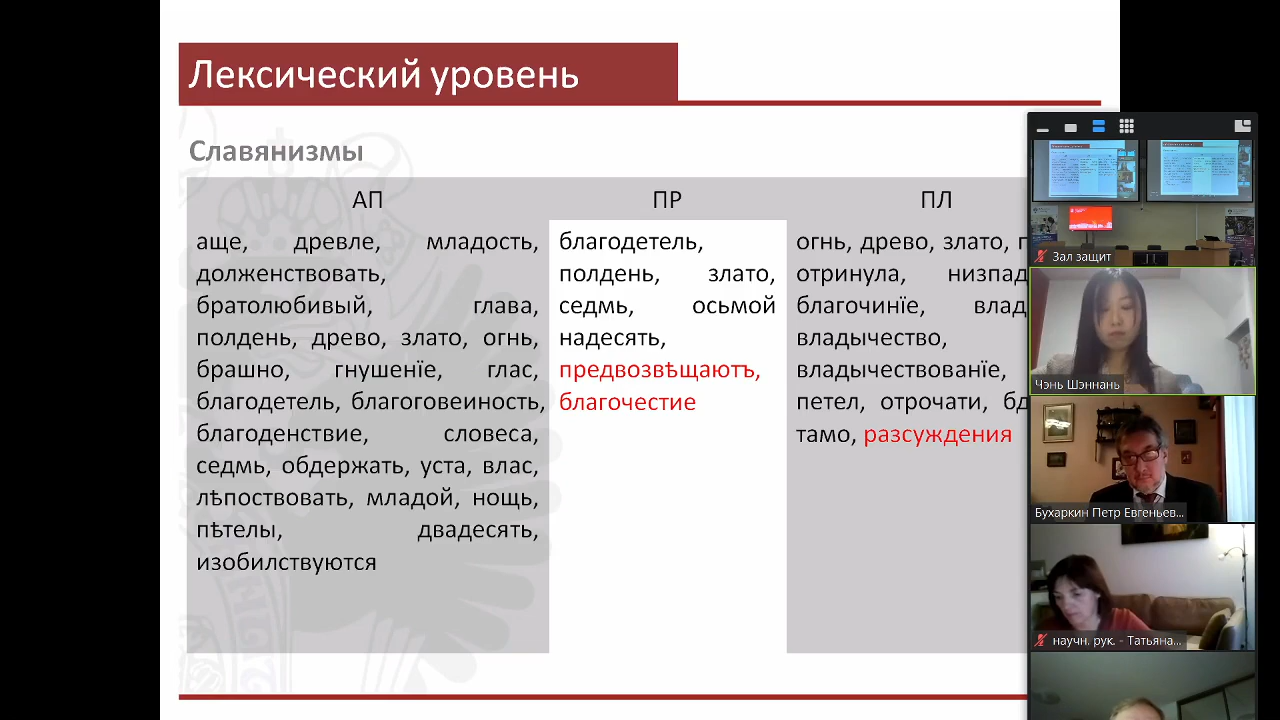 Лексический уровень
Славянизмы
АП
аще, древле, младость,
долженствовать,
братолюбивый, глава,
полдень, древо, злато, огнь,
брашно, гнушенїе, глас,
благодетель, благоговеиность,
благоденствие, словеса,
седмь, обдержать, уста, влас,
лѣпоствовать, младой, нощь,
пѣтелы, двадесять,
изобилствуются
ПР
благодетель,
полдень, злато,
седмь, осьмой
надесять,
предвозвѣщаютъ,
благочестие
ПЛ
огнь, древо, злато,
отринула,
благочинїе,
владычество,
владычествованїе,
петел, отрочати,
тамо, разсуждения
Зал защит
Чэнь Шэннань
Бухаркин Петр Евгеньев...
научн. рук. - Татьяна...